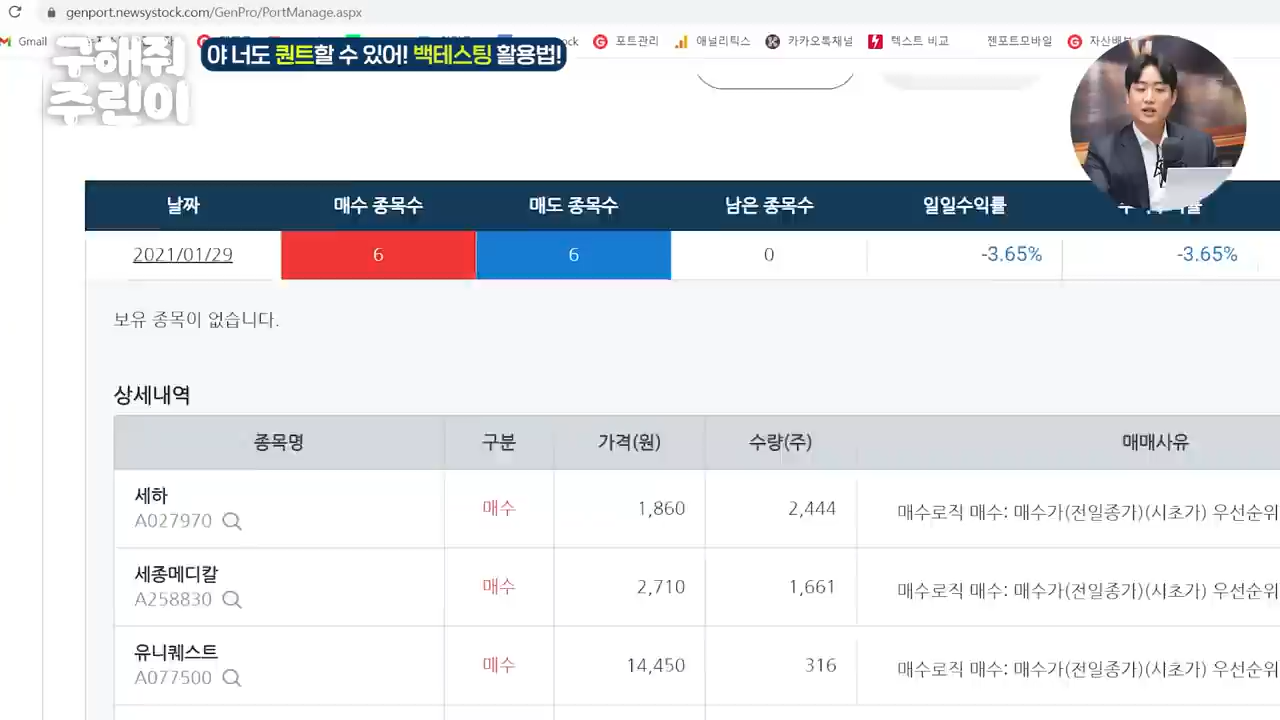 genport.newsystock.com/GenPro/PortManage.aspx
Gmail
포트관리
애널리틱스
카카오톡채널
텍스트 비교
젠포트모바일
자산배분
구해줘
주린이
야 너도 퀀트할 수 있어! 백테스팅 활용법!
날짜 매수 종목수 매도 종목수 남은 종목수 일일수익률
2021/01/29 6 6 0 -3.65% -3.65%
보유 종목이 없습니다.
상세내역
종목명 구분 가격(원) 수량(주) 매매사유
세하
A027970 매수 1,860 2,444 매수로직 매수: 매수가(전일종가)(시초가) 우선순위
세종메디칼
A258830 매수 2,710 1,661 매수로직 매수: 매수가(전일종가)(시초가) 우선순위
유니퀘스트
A077500 매수 14,450 316 매수로직 매수: 매수가(전일종가)(시초가) 우선순위